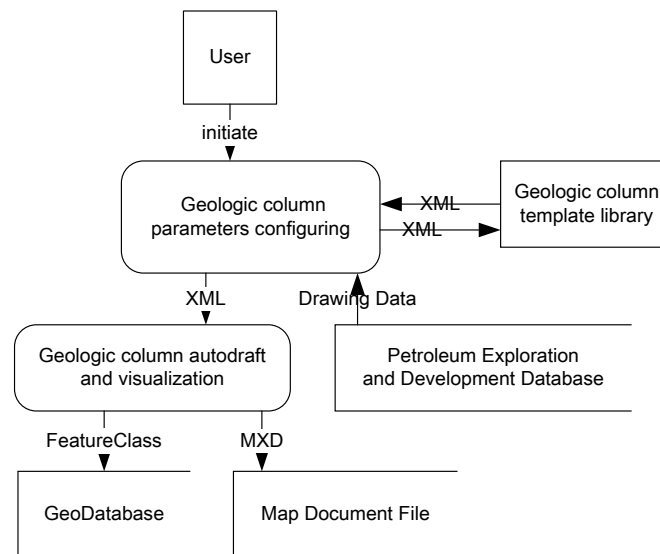 User
initiate
Geologic column
parameters configuring
XML
XML
Geologic column
template library
XML
Drawing Data
Geologic column autodraft
and visualization
Petroleum Exploration
and Development Database
FeatureClass
MXD
GeoDatabase
Map Document File